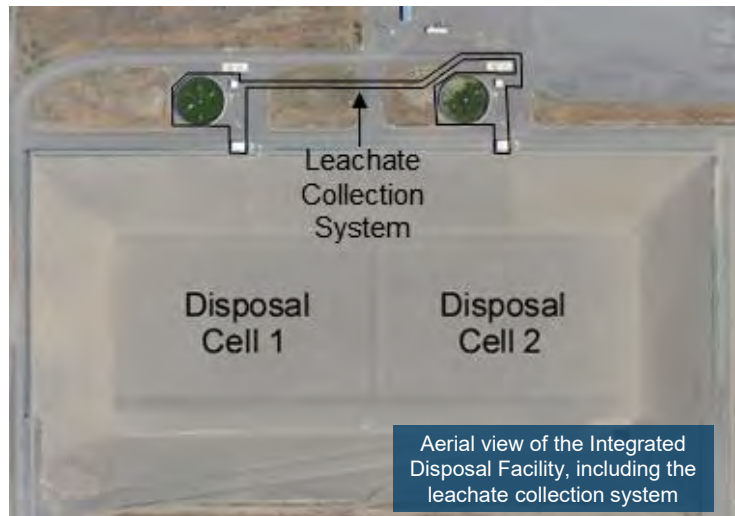 Leachate
Collection
System
Disposal
Cell 1
Disposal
Cell 2
Aerial view of the Integrated
Disposal Facility, including the
leachate collection system